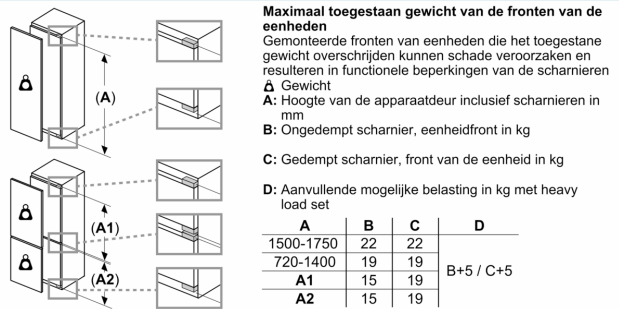 Maximaal toegestaan gewicht van de fronten van de
eenheden
Gemonteerde fronten van eenheden die het toegestane
gewicht overschrijden kunnen schade veroorzaken en
resulteren in functionele beperkingen van de scharnieren
Gewicht
A: Hoogte van de apparaatdeur inclusief scharnieren in
mm
B: Ongedempt scharnier, eenheidfront in kg
C: Gedempt scharnier, front van de eenheid in kg
D: Aanvullende mogelijke belasting in kg met heavy
load set
A B C D
1500-1750 22 22
720-1400 19 19
B+5 / C+5
A1 15 19
A2 15 19
(A)
(A1)
(A2)